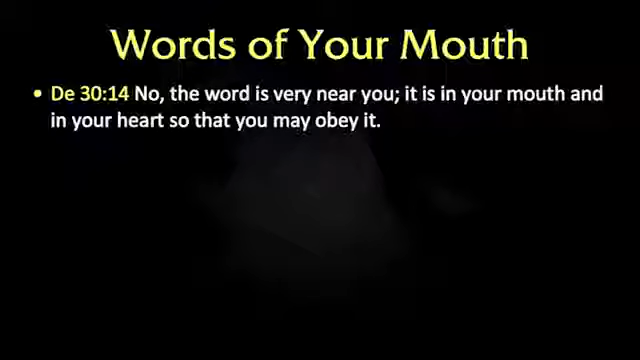 Words of Your Mouth
• De 30:14 No, the word is very near you; it is in your mouth and
in your heart so that you may obey it.